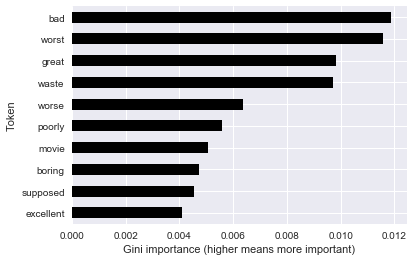 bad
worst
great
waste
worse
poorly
movie
boring
supposed
excellent
Token
0.000 0.002 0.004 0.006 0.008 0.010 0.012
Gini importance (higher means more important)